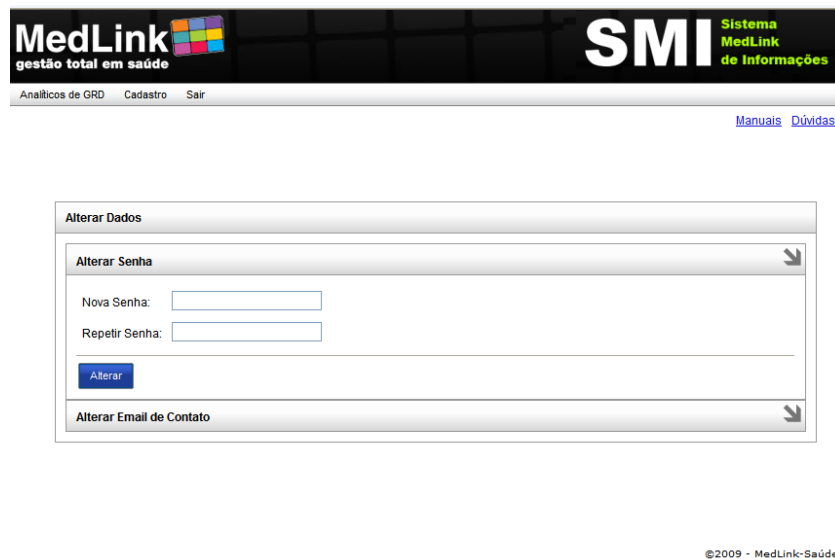 MedLink
gestão total em saúde
SMI
Sistema
MedLink
de Informações
Analíticos de GRD Cadastro Sair
Manuais Dúvidas
Alterar Dados
Alterar Senha
Nova Senha:
Repetir Senha:
Alterar
Alterar Email de Contato
©2009 - MedLink-Saúde